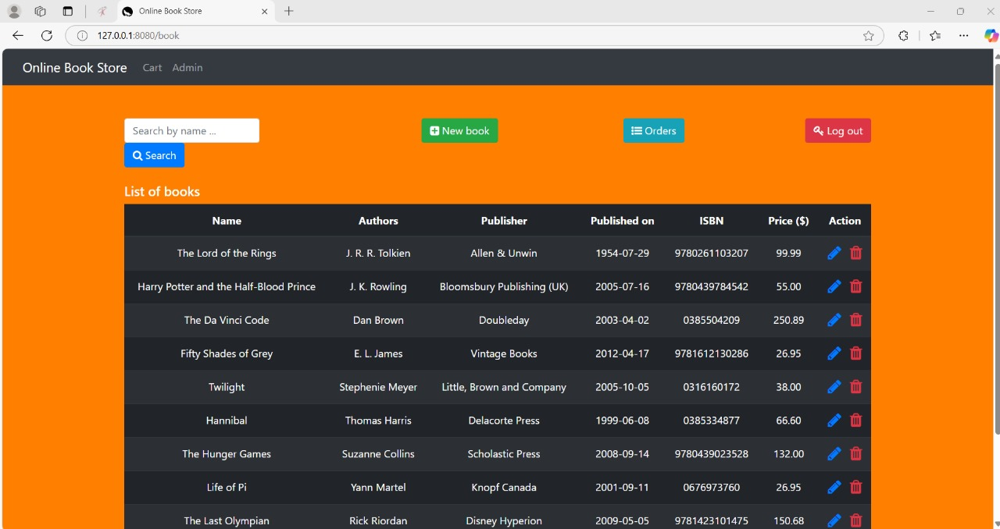 Online Book Store
127.0.0.1:8080/book
Online Book Store Cart Admin
Search by name ... New book Orders Log out
Search
List of books
Name Authors Publisher Published on ISBN Price ($) Action
The Lord of the Rings J. R. R. Tolkien Allen & Unwin 1954-07-29 9780261103207 99.99
Harry Potter and the Half-Blood Prince J. K. Rowling Bloomsbury Publishing (UK) 2005-07-16 9780439784542 55.00
The Da Vinci Code Dan Brown Doubleday 2003-04-02 0385504209 250.89
Fifty Shades of Grey E. L. James Vintage Books 2012-04-17 9781612130286 26.95
Twilight Stephenie Meyer Little, Brown and Company 2005-10-05 0316160172 38.00
Hannibal Thomas Harris Delacorte Press 1999-06-08 0385334877 66.60
The Hunger Games Suzanne Collins Scholastic Press 2008-09-14 9780439023528 132.00
Life of Pi Yann Martel Knopf Canada 2001-09-11 0676973760 26.95
The Last Olympian Rick Riordan Disney Hyperion 2009-05-05 9781423101475 150.68